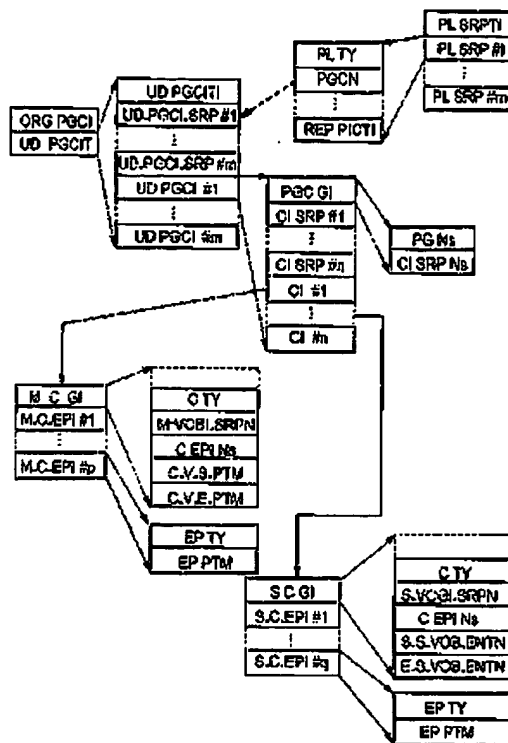 PL SRPTI
PL SRP #1
⋮
PL SRP #m
PL TY
PGCN
⋮
REP PICTI
UD PGCITI
UD.PGCI.SRP #1
⋮
UD.PGCI.SRP #m
UD PGCI #1
⋮
UD PGCI #m
ORG PGCI
UD PGCIT
PGC GI
CI SRP #1
⋮
CI SRP #n
CI #1
⋮
CI #n
PG Ns
CI SRP Ns
M C GI
M.C.EPI #1
⋮
M.C.EPI #p
C TY
M-VOBI.SRPN
C EPI Ns
C.V.S.PTM
C.V.E.PTM
EP TY
EP PTM
S C GI
S.C.EPI #1
⋮
S.C.EPI #q
C TY
S.VOGI.SRPN
C EPI Ns
S.S.VOB.ENTN
E.S.VOB.ENTN
EP TY
EP PTM